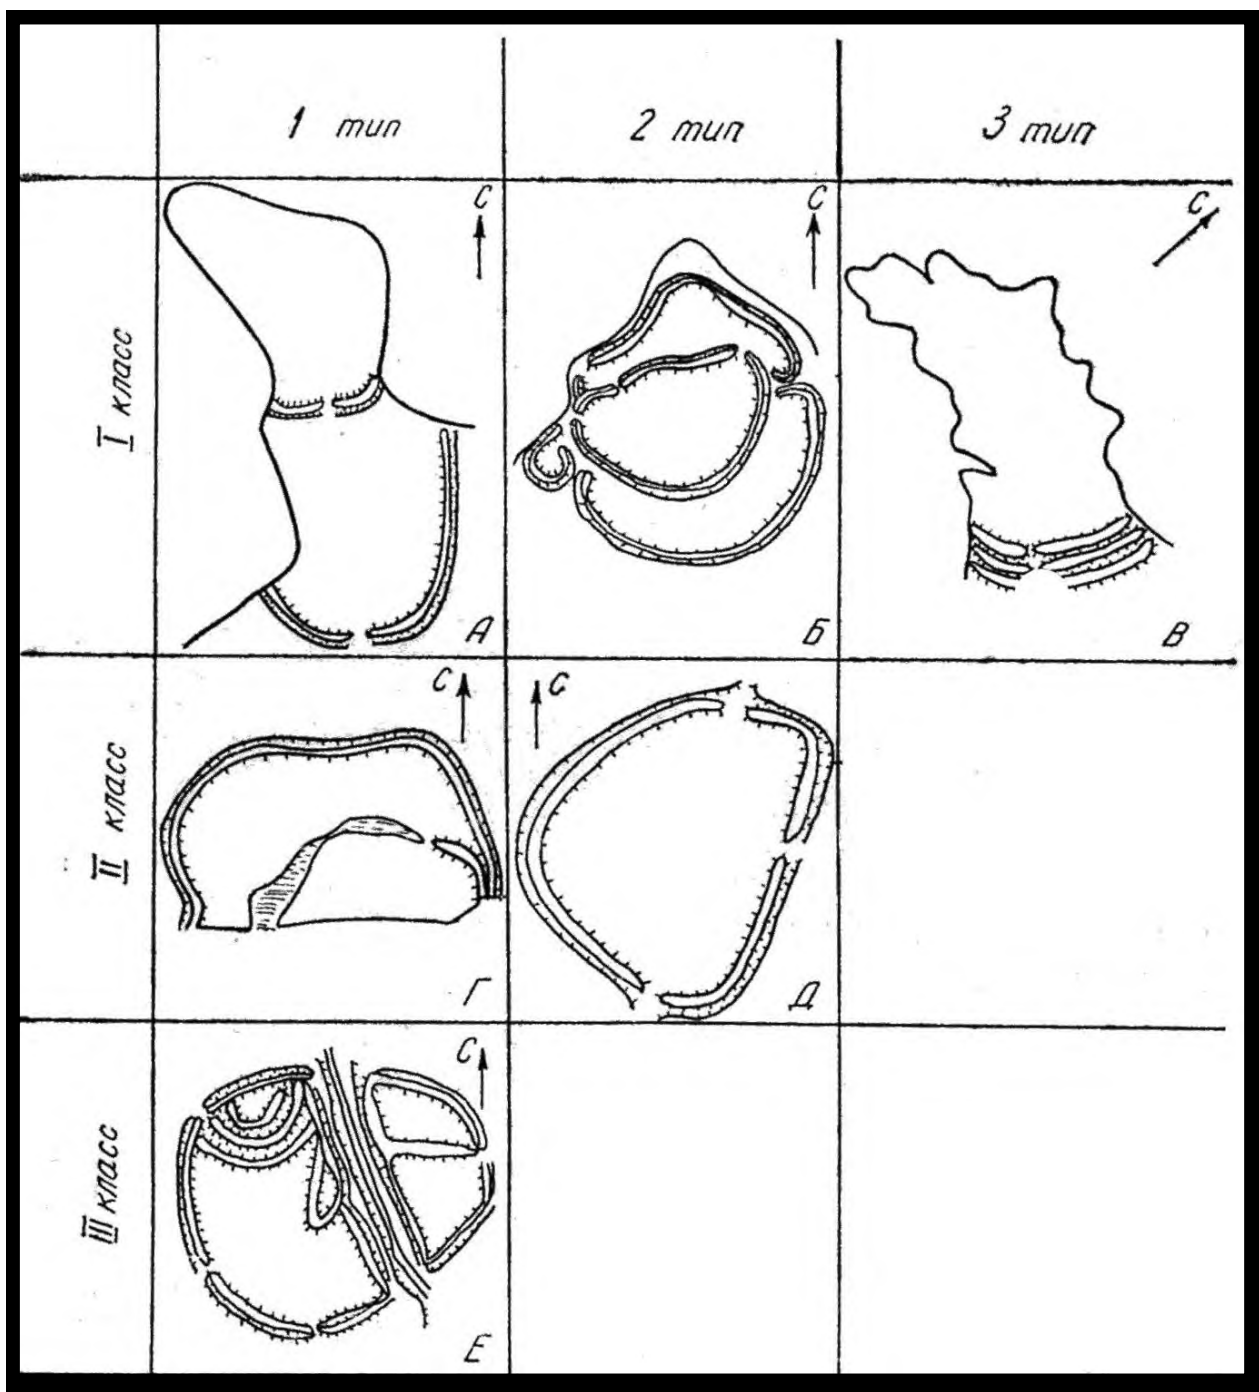 1 тип 2 тип 3 тип
I класс
С С С
А Б В
II класс
С С
Г Д
III класс
С
Е